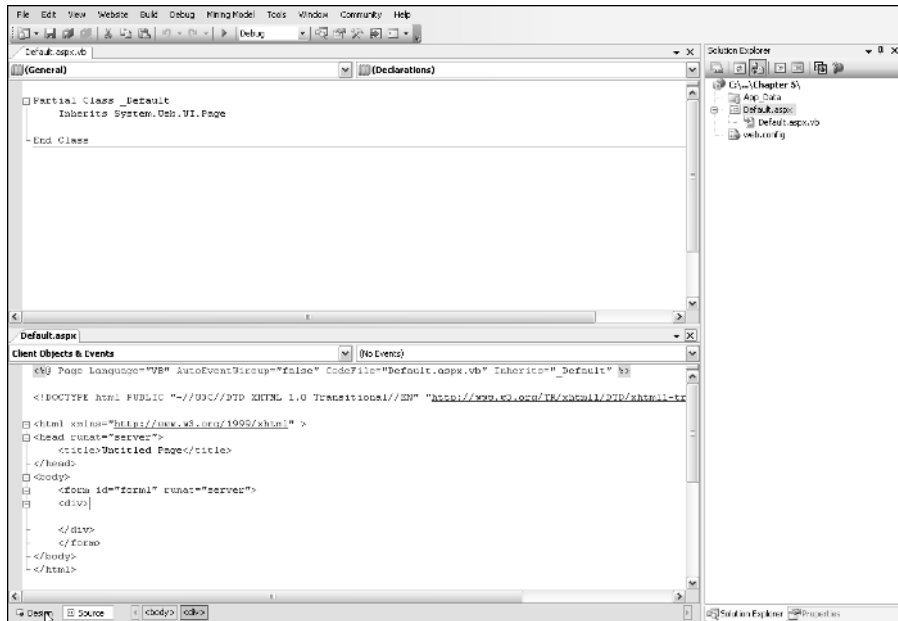 File Edit View Website Build Debug Mining Model Tools Window Community Help
Debug
Default.aspx.vb
(General) (Declarations)
Partial Class _Default
Inherits System.Web.UI.Page
End Class
Default.aspx
Client Objects & Events (No Events)
<%@ Page Language="VB" AutoEventWireup="false" CodeFile="Default.aspx.vb" Inherits="_Default" %>
<!DOCTYPE html PUBLIC "-//W3C//DTD XHTML 1.0 Transitional//EN" "http://www.w3.org/TR/xhtml1/DTD/xhtml1-tr
<html xmlns="http://www.w3.org/1999/xhtml" >
<head runat="server">
<title>Untitled Page</title>
</head>
<body>
<form id="form1" runat="server">
<div>
</div>
</form>
</body>
</html>
Design Source <body> <div>
Solution Explorer
C:\...\Chapter 5\
App_Data
Default.aspx
Default.aspx.vb
web.config
Solution Explorer Properties